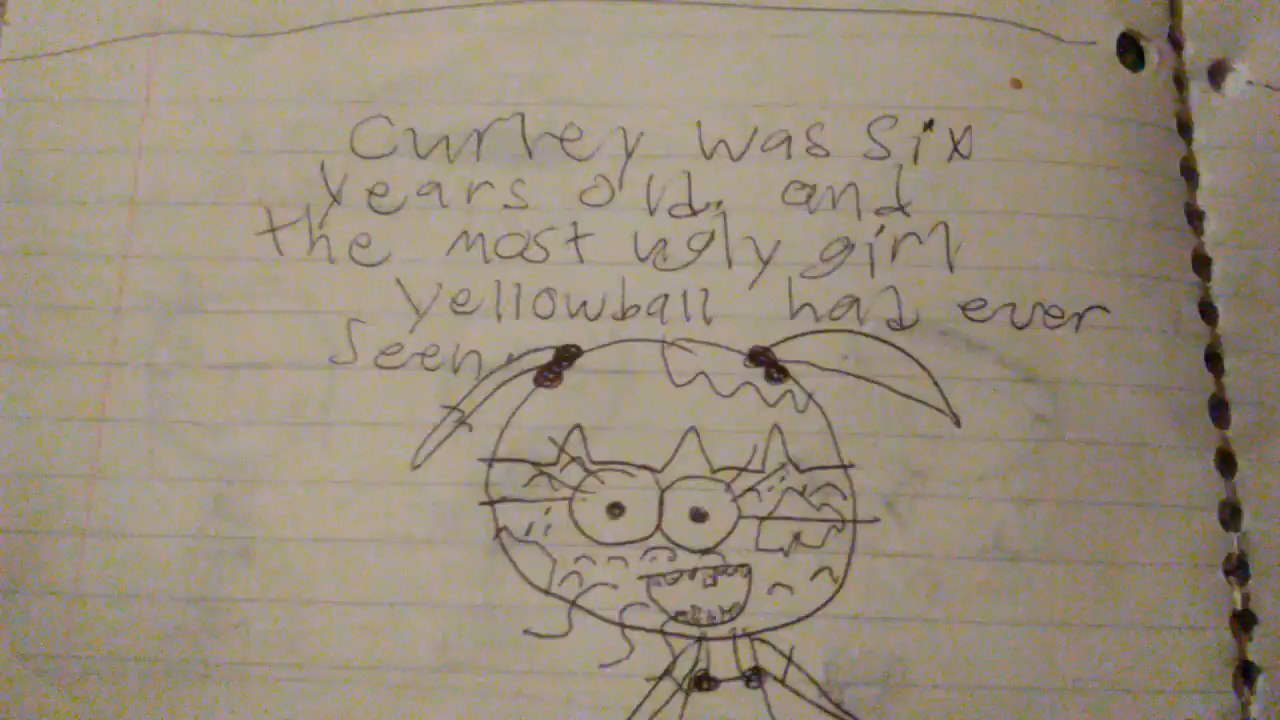 Curley was six
years old, and
the most ugly girl
Yellowball had ever
seen.